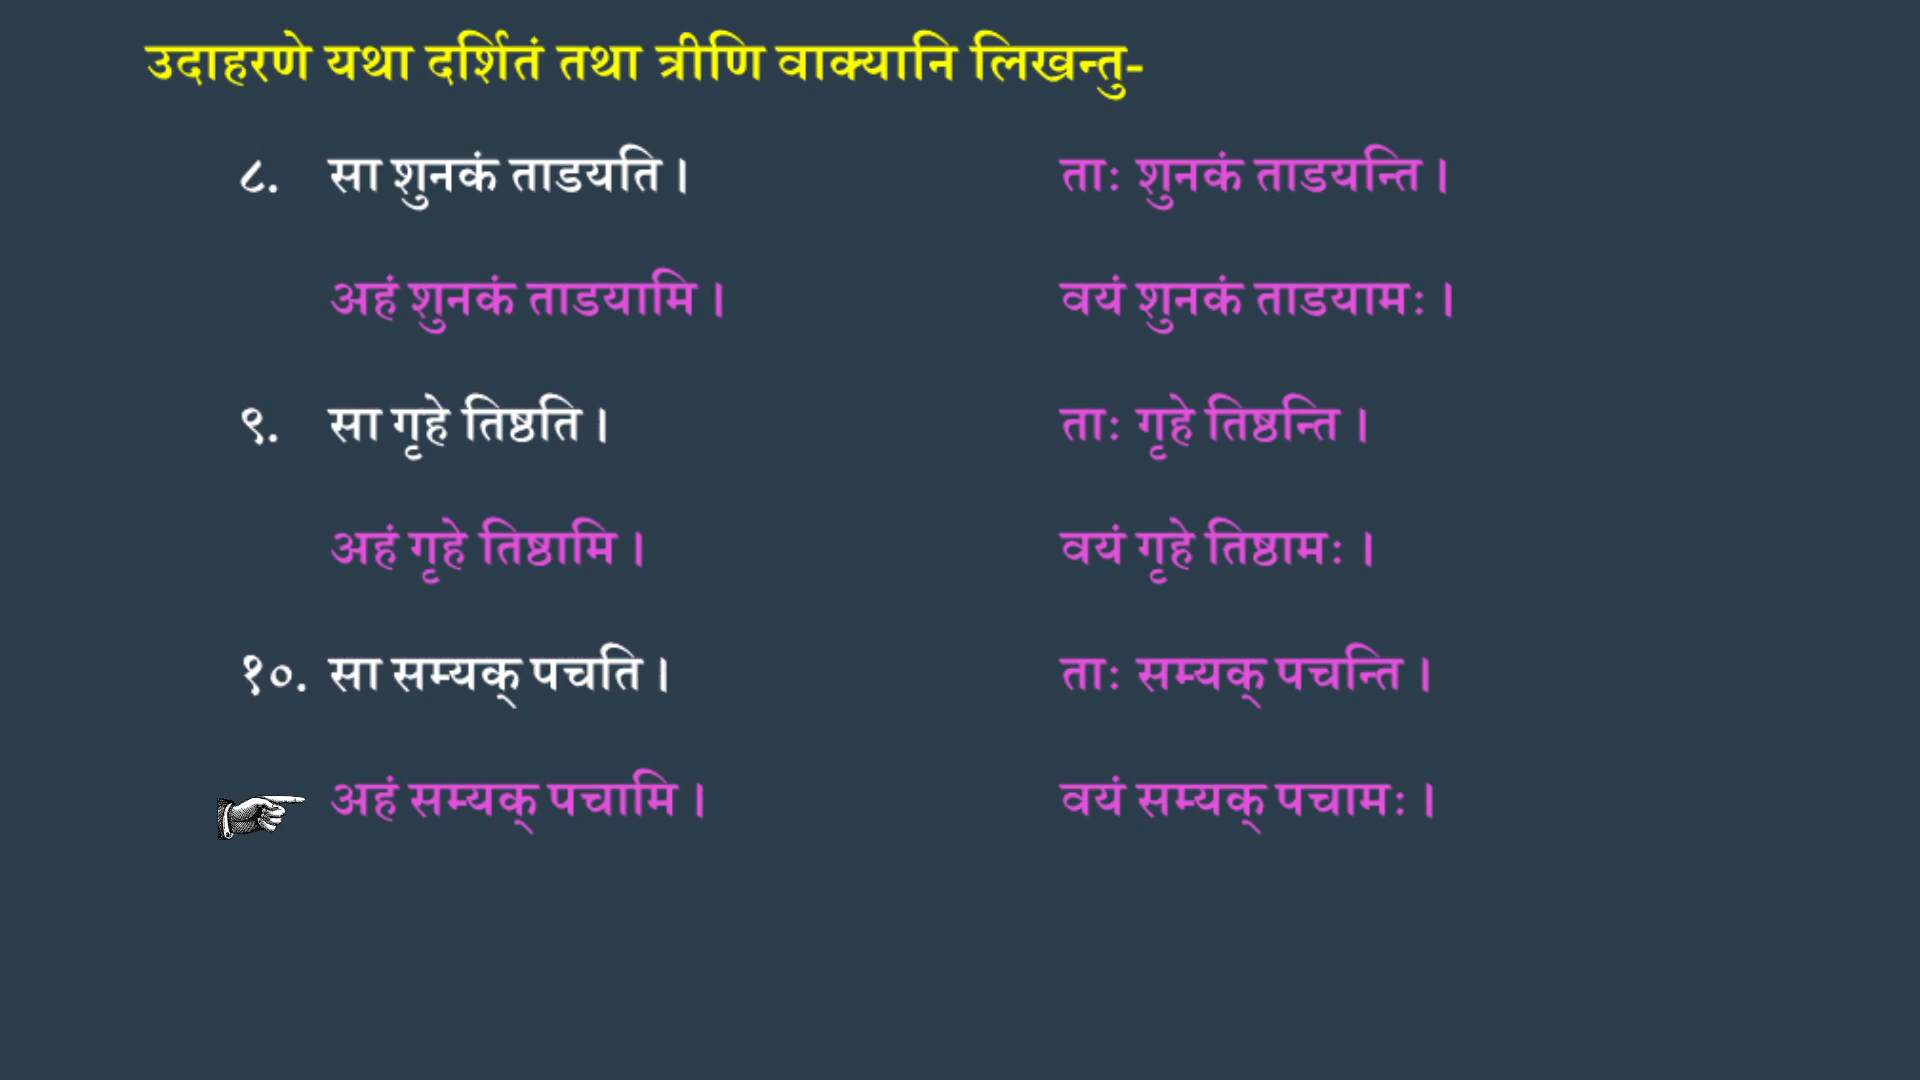 उदाहरणे यथा दर्शितं तथा त्रीणि वाक्यानि लिखन्तु-
८. सा शुनकं ताडयति । ताः शुनकं ताडयन्ति ।
अहं शुनकं ताडयामि । वयं शुनकं ताडयामः ।
९. सा गृहे तिष्ठति । ताः गृहे तिष्ठन्ति ।
अहं गृहे तिष्ठामि । वयं गृहे तिष्ठामः ।
१०. सा सम्यक् पचति । ताः सम्यक् पचन्ति ।
अहं सम्यक् पचामि । वयं सम्यक् पचामः ।